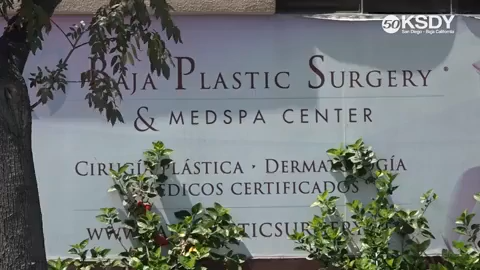 50 KSDY
San Diego - Baja California
BAJA PLASTIC SURGERY
& MEDSPA CENTER
CIRUGÍA PLÁSTICA · DERMATOLOGÍA
MÉDICOS CERTIFICADOS